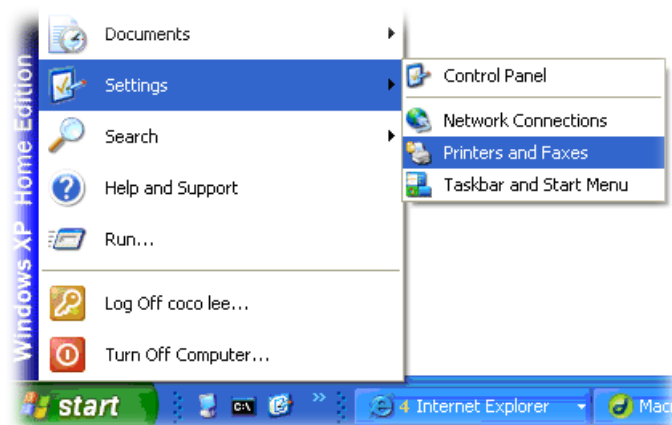 Windows XP Home Edition
Documents
Settings
Search
Help and Support
Run...
Log Off coco lee...
Turn Off Computer...
Control Panel
Network Connections
Printers and Faxes
Taskbar and Start Menu
start
C:\
»
4 Internet Explorer
Mac